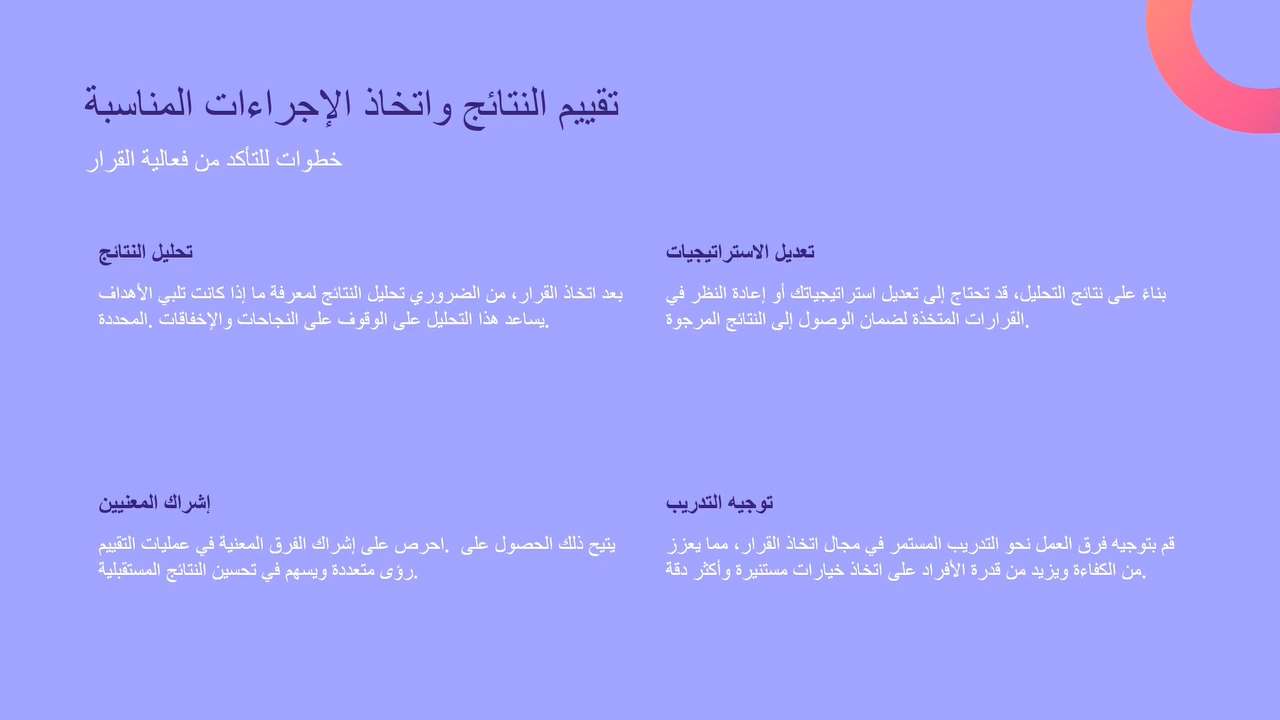 تقييم النتائج واتخاذ الإجراءات المناسبة
خطوات للتأكد من فعالية القرار
تحليل النتائج
بعد اتخاذ القرار، من الضروري تحليل النتائج لمعرفة ما إذا كانت تلبي الأهداف
المحددة. يساعد هذا التحليل على الوقوف على النجاحات والإخفاقات.
تعديل الاستراتيجيات
بناءً على نتائج التحليل، قد تحتاج إلى تعديل استراتيجياتك أو إعادة النظر في
القرارات المتخذة لضمان الوصول إلى النتائج المرجوة.
إشراك المعنيين
احرص على إشراك الفرق المعنية في عمليات التقييم. يتيح ذلك الحصول على
رؤى متعددة ويسهم في تحسين النتائج المستقبلية.
توجيه التدريب
قم بتوجيه فرق العمل نحو التدريب المستمر في مجال اتخاذ القرار، مما يعزز
من الكفاءة ويزيد من قدرة الأفراد على اتخاذ خيارات مستنيرة وأكثر دقة.